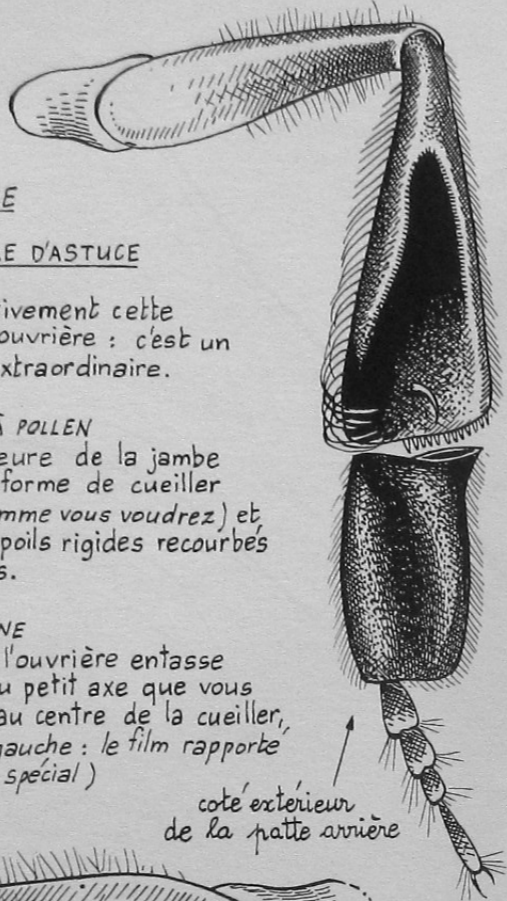 E
E D'ASTUCE
ivement cette
ouvrière : c'est un
xtraordinaire.
À POLLEN
eure de la jambe
forme de cueiller
mme vous voudrez) et
poils rigides recourbés
s.
NE
l'ouvrière entasse
u petit axe que vous
au centre de la cueiller,
gauche : le film rapporté
spécial)
coté extérieur
de la patte arrière